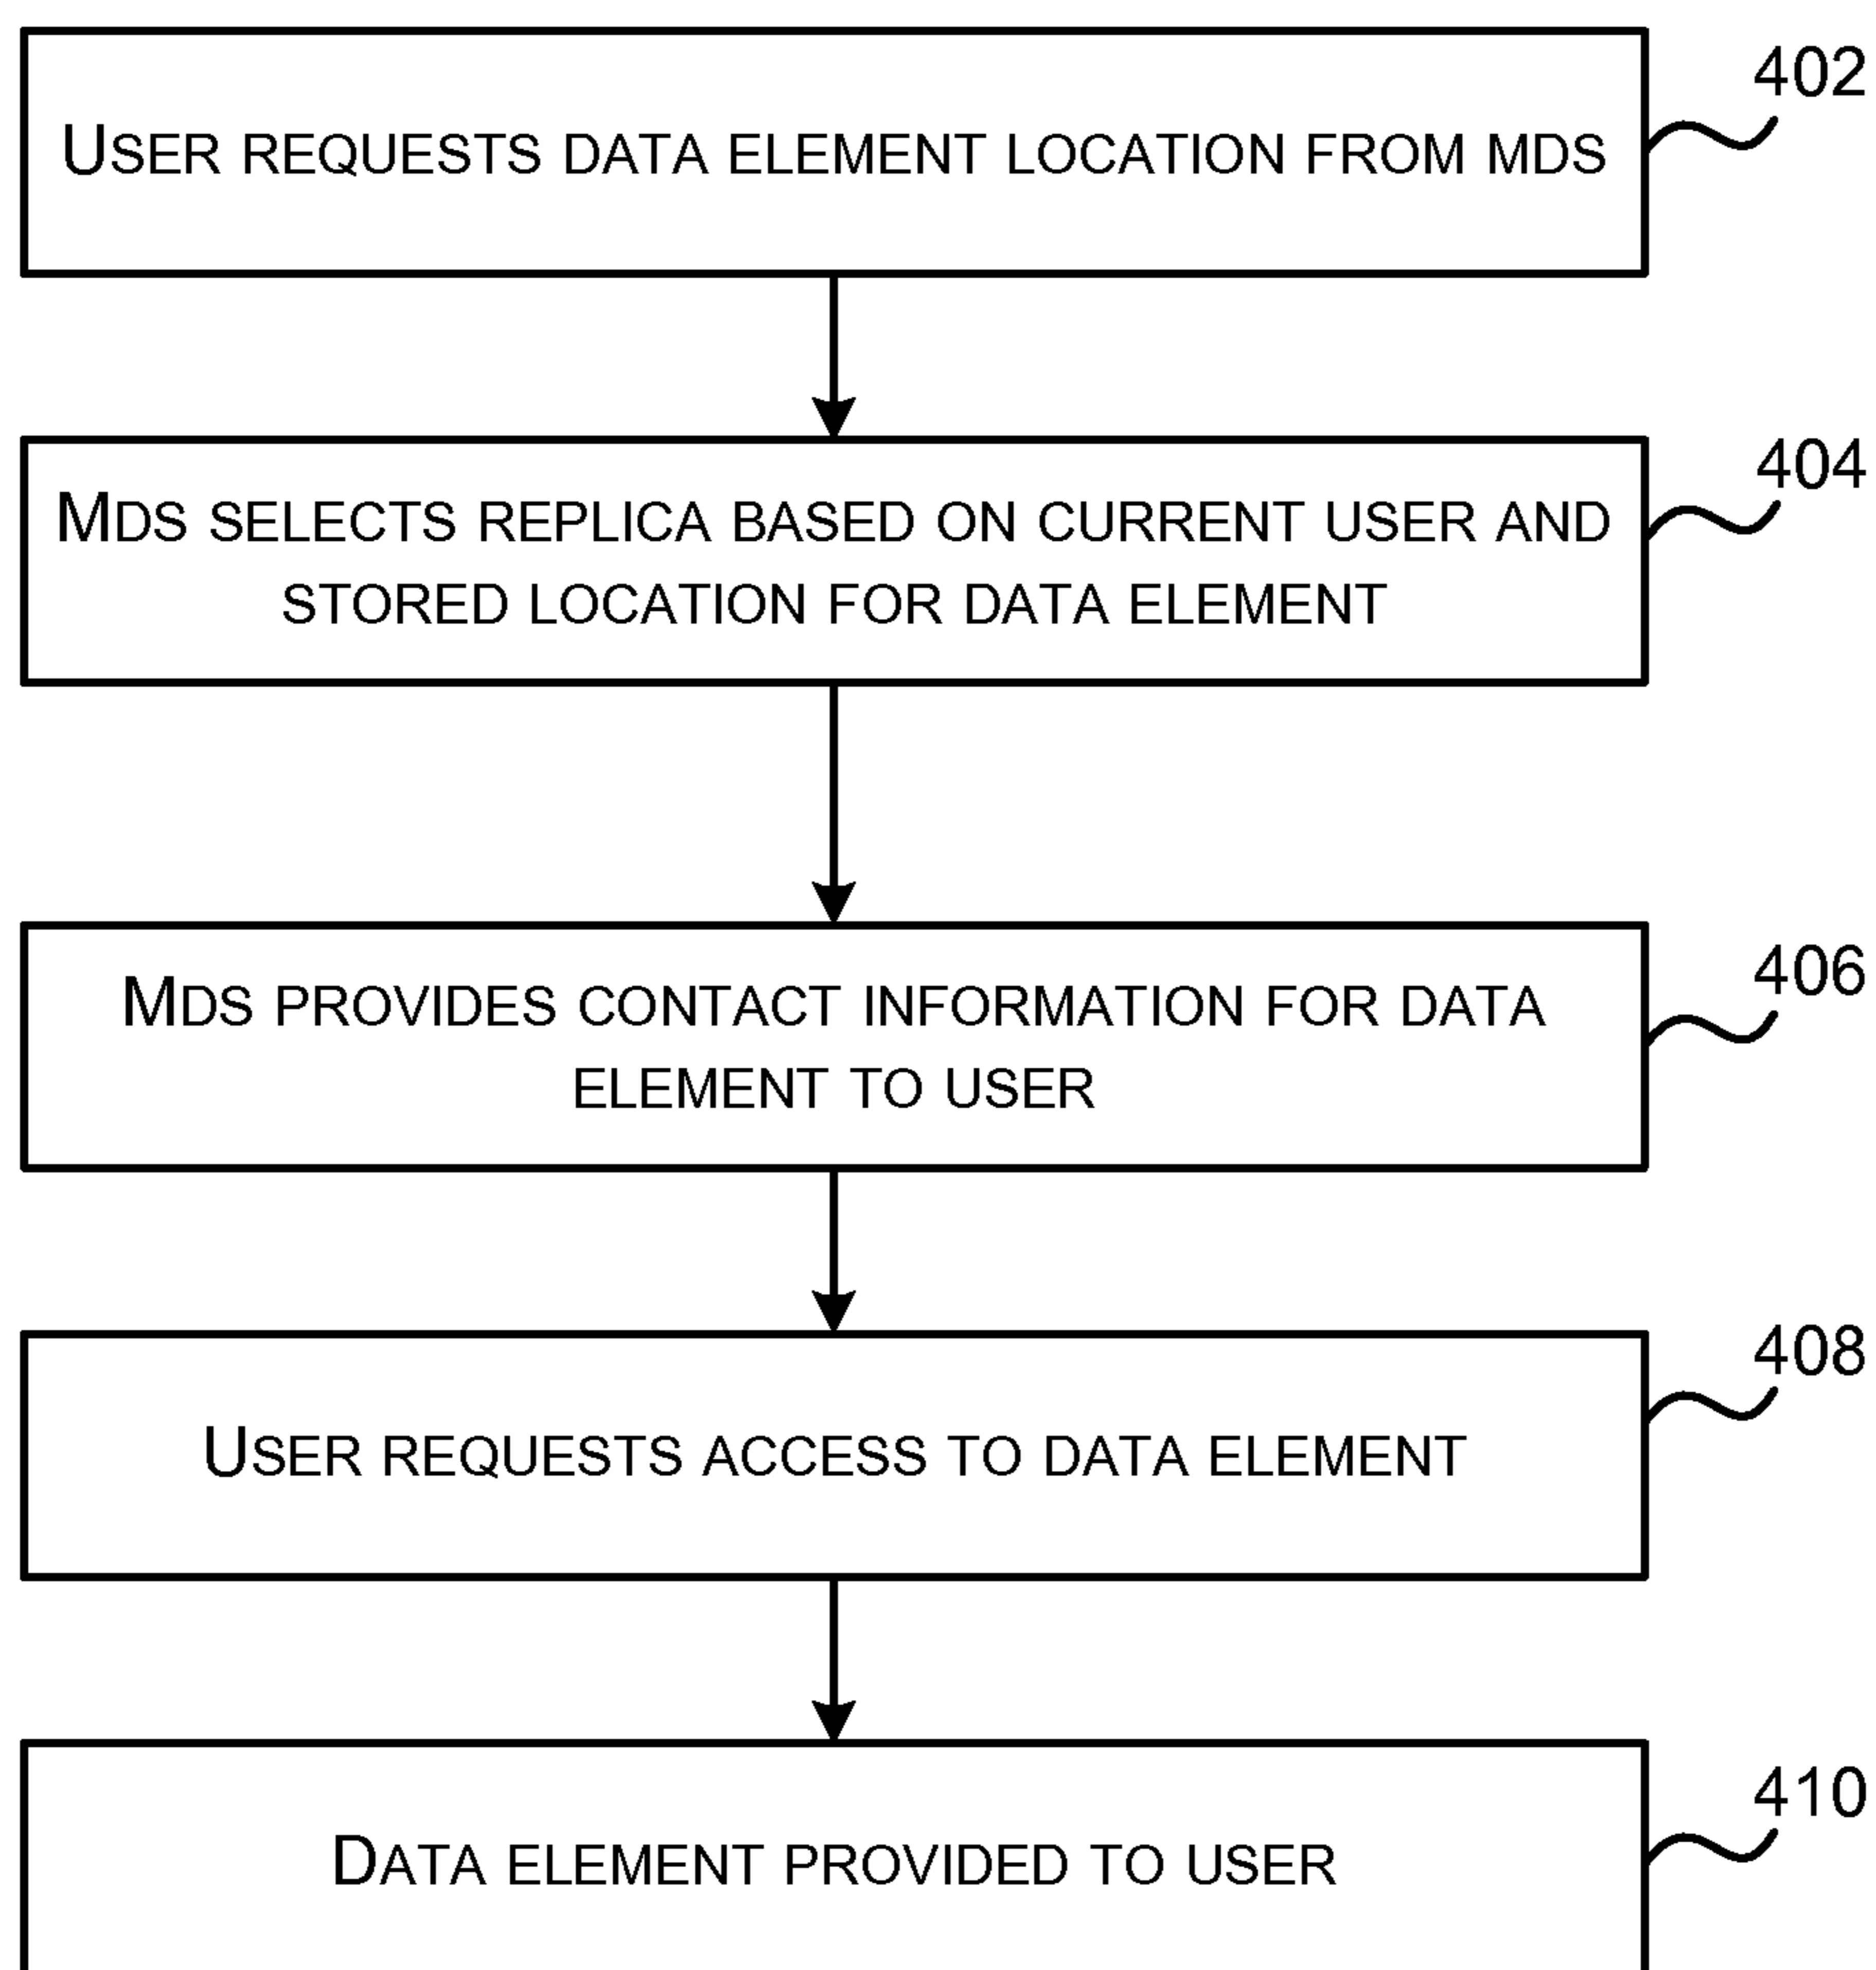 402
USER REQUESTS DATA ELEMENT LOCATION FROM MDS
404
MDS SELECTS REPLICA BASED ON CURRENT USER AND
STORED LOCATION FOR DATA ELEMENT
406
MDS PROVIDES CONTACT INFORMATION FOR DATA
ELEMENT TO USER
408
USER REQUESTS ACCESS TO DATA ELEMENT
410
DATA ELEMENT PROVIDED TO USER